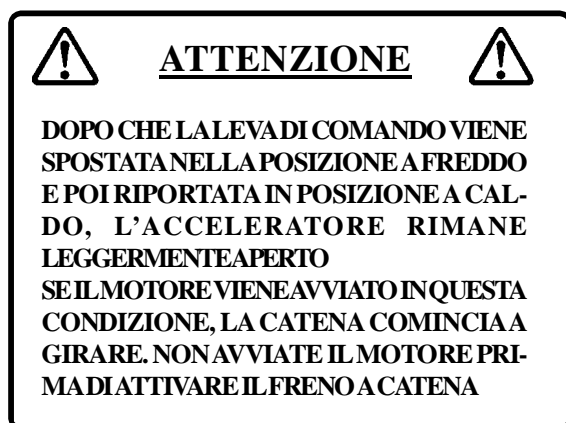 ATTENZIONE
DOPO CHE LA LEVA DI COMANDO VIENE
SPOSTATA NELLA POSIZIONE A FREDDO
E POI RIPORTATA IN POSIZIONE A CAL-
DO, L'ACCELERATORE RIMANE
LEGGERMENTE APERTO
SE IL MOTORE VIENE AVVIATO IN QUESTA
CONDIZIONE, LA CATENA COMINCIA A
GIRARE. NON AVVIATE IL MOTORE PRI-
MA DI ATTIVARE IL FRENO A CATENA